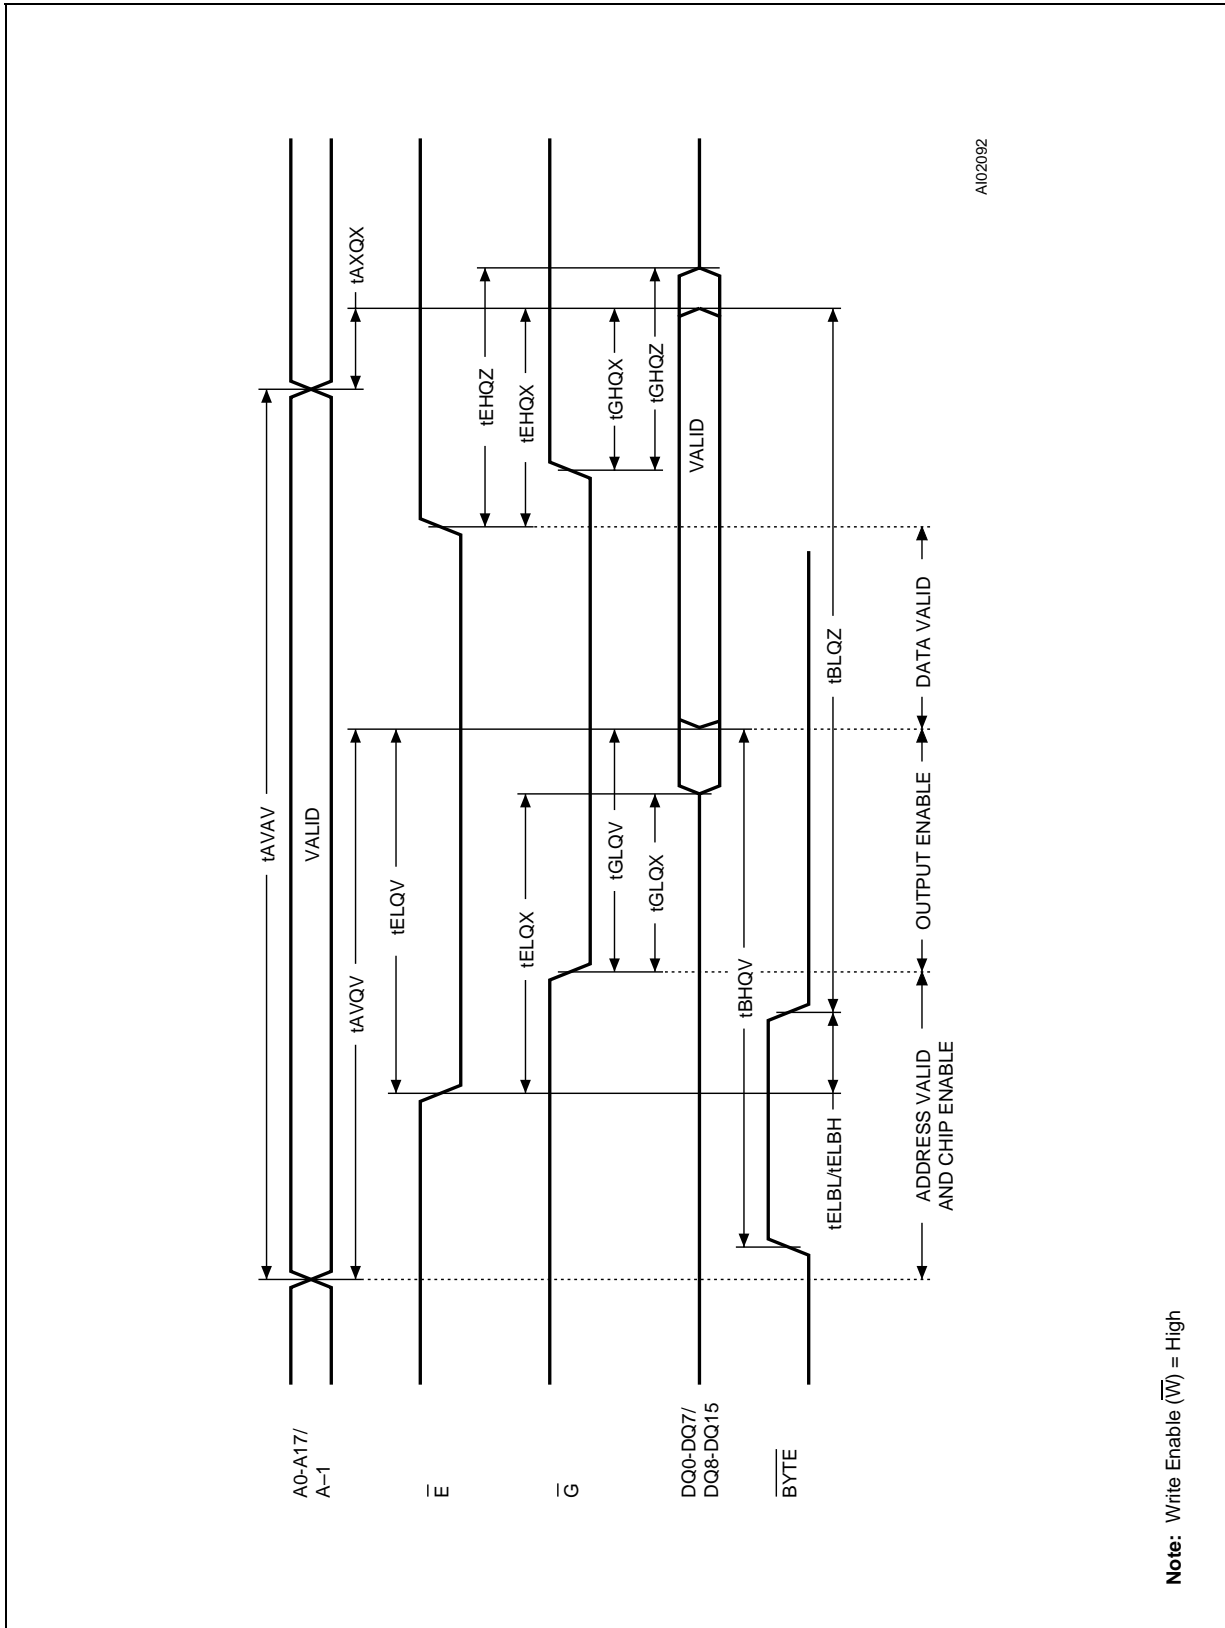 tAVAV
A0-A17/
A–1
VALID
tAVQV
tAXQX
tELQV
E
tEHQZ
tELQX
tEHQX
G
tGLQV
tGHQX
tGLQX
tGHQZ
DQ0-DQ7/
DQ8-DQ15
VALID
tBHQV
BYTE
tELBL/tELBH
tBLQZ
ADDRESS VALID
AND CHIP ENABLE
OUTPUT ENABLE
DATA VALID
AI02092
Note: Write Enable (W) = High